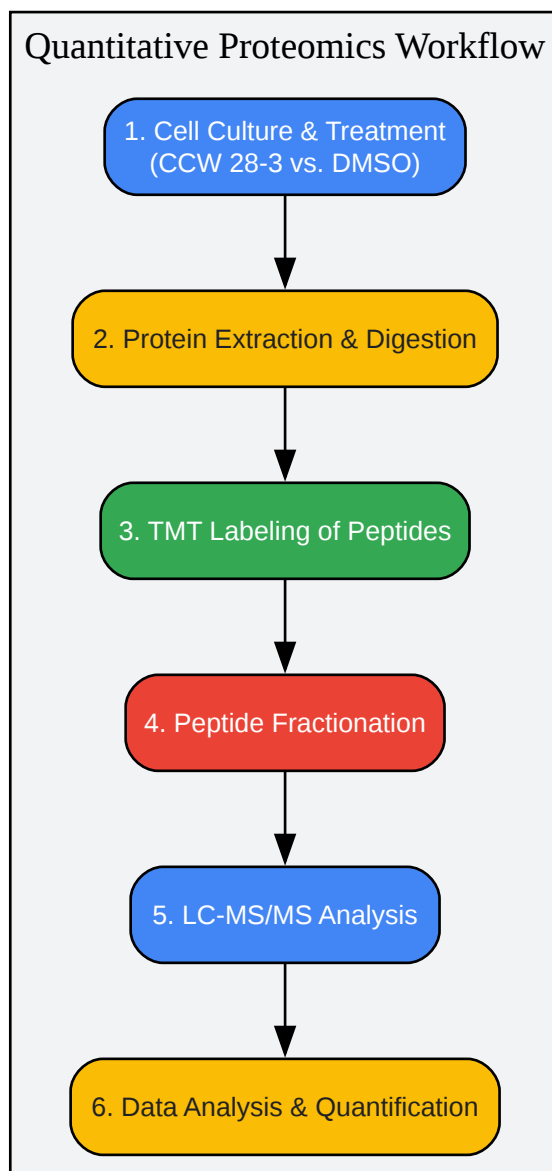 Quantitative Proteomics Workflow
1. Cell Culture & Treatment
(CCW 28-3 vs. DMSO)
2. Protein Extraction & Digestion
3. TMT Labeling of Peptides
4. Peptide Fractionation
5. LC-MS/MS Analysis
6. Data Analysis & Quantification